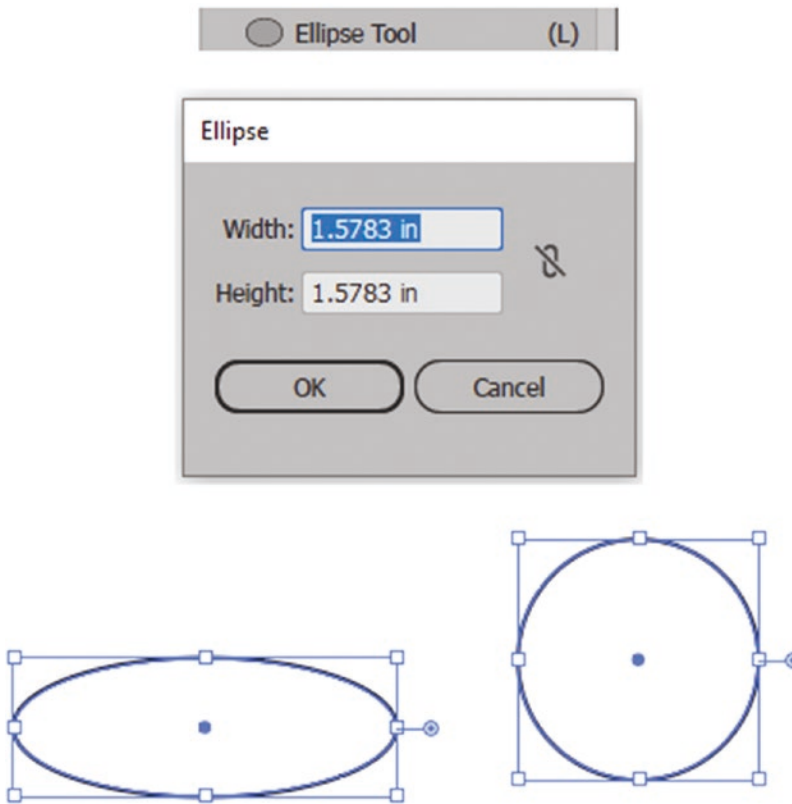 Ellipse Tool (L)
Ellipse
Width: 1.5783 in
Height: 1.5783 in
OK Cancel